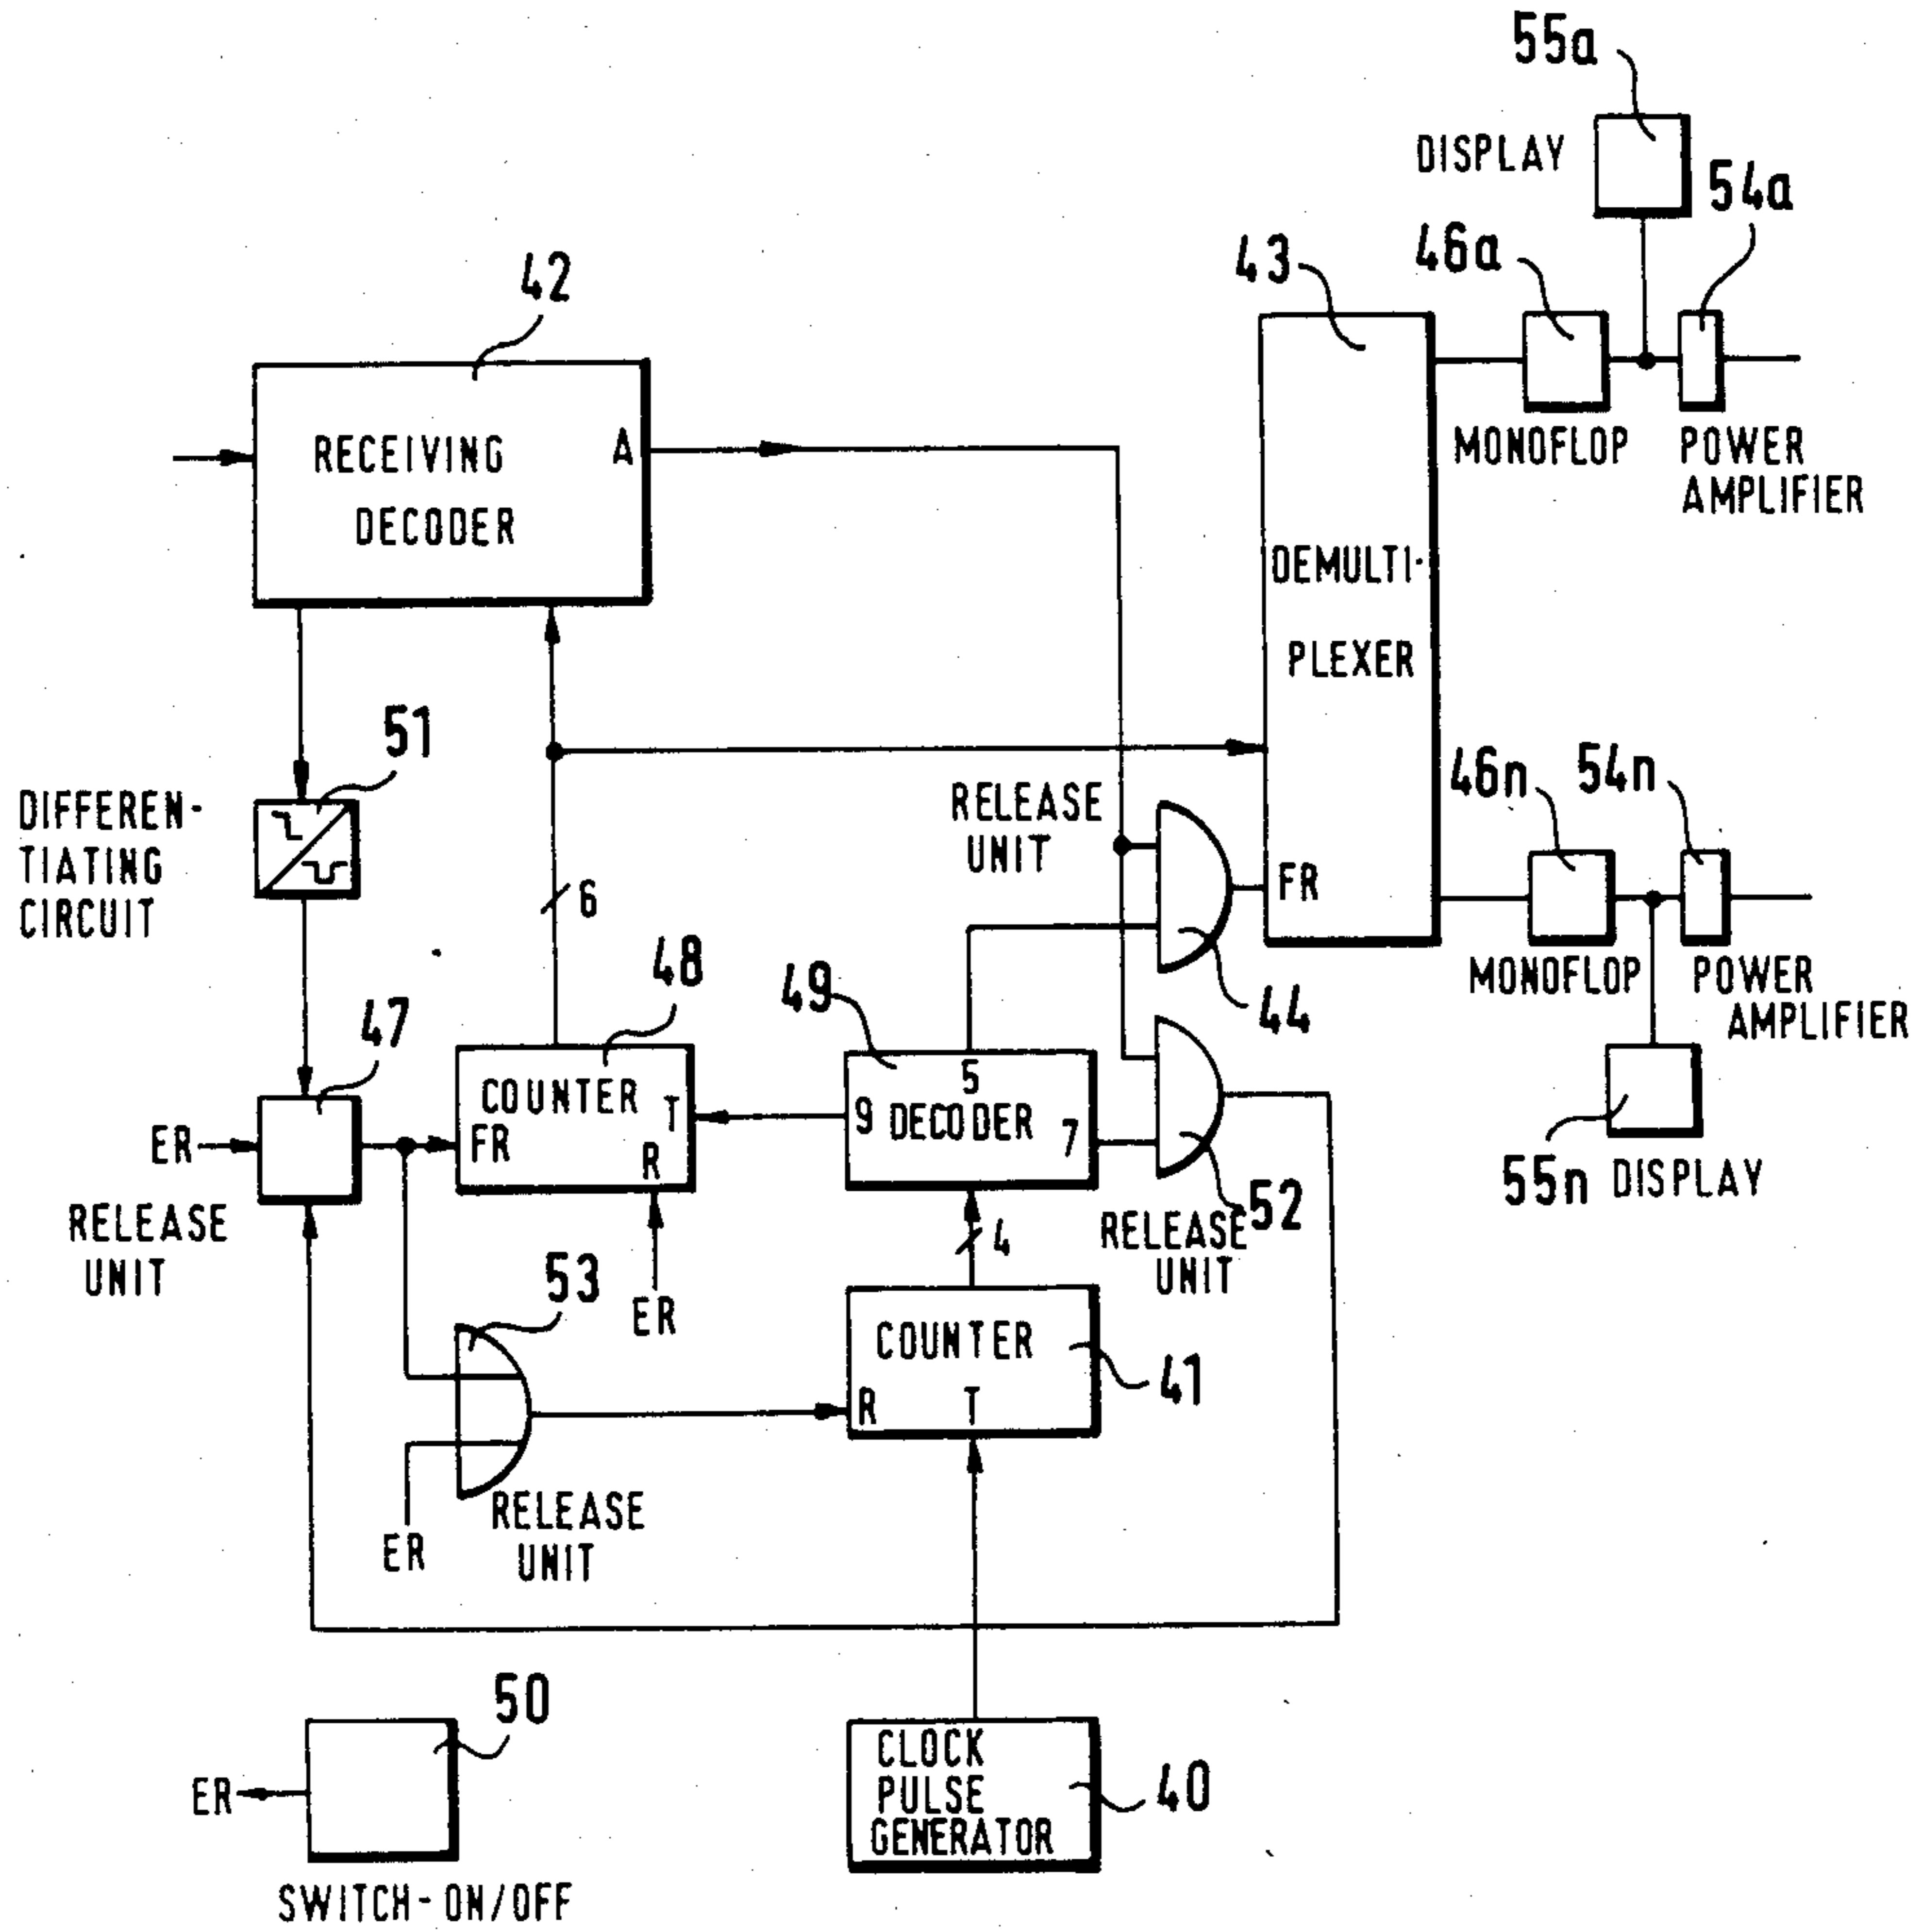 55a
DISPLAY
54a
46a
43
42
RECEIVING
DECODER
A
MONOFLOP
POWER
AMPLIFIER
DEMULTI-
PLEXER
51
DIFFEREN-
TIATING
CIRCUIT
6
RELEASE
UNIT
FR
46n
54n
MONOFLOP
POWER
AMPLIFIER
44
48
49
47
COUNTER
T
FR
R
5
9
DECODER
7
ER
RELEASE
UNIT
52
RELEASE
UNIT
55n DISPLAY
4
ER
53
COUNTER
R
T
41
RELEASE
UNIT
ER
50
ER
SWITCH-ON/OFF
CLOCK
PULSE
GENERATOR
40